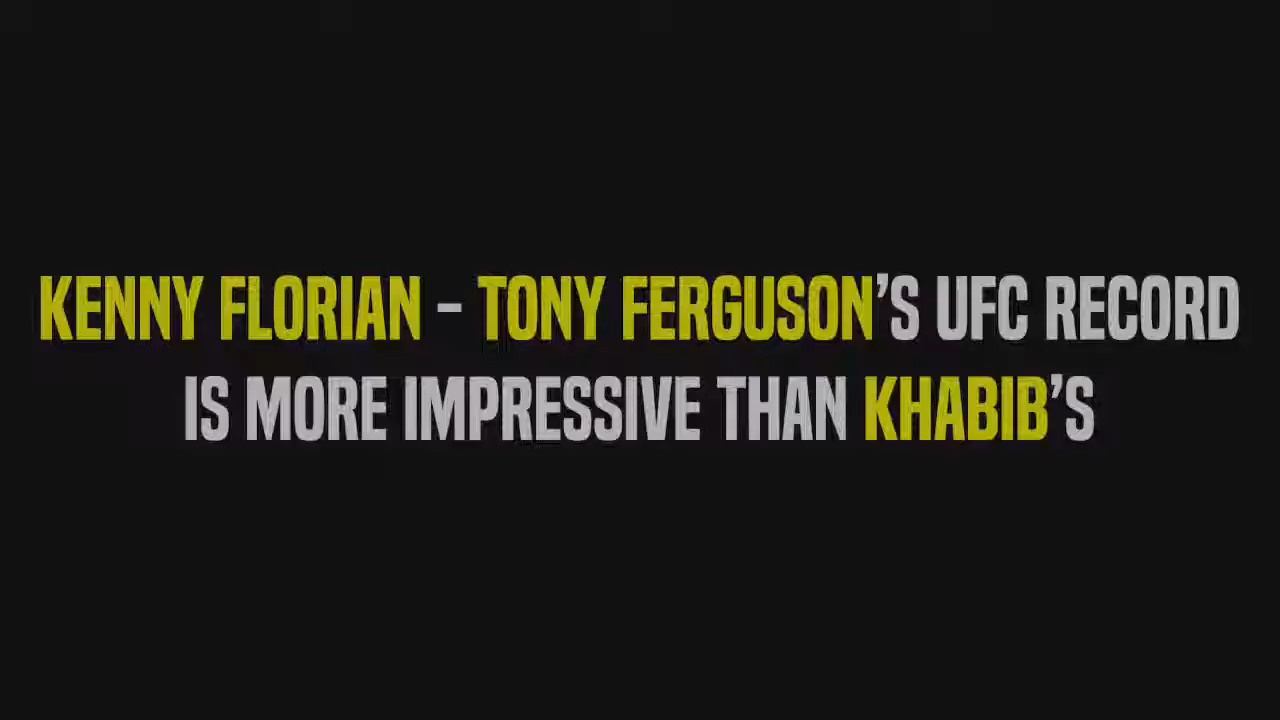 KENNY FLORIAN - TONY FERGUSON'S UFC RECORD
IS MORE IMPRESSIVE THAN KHABIB'S